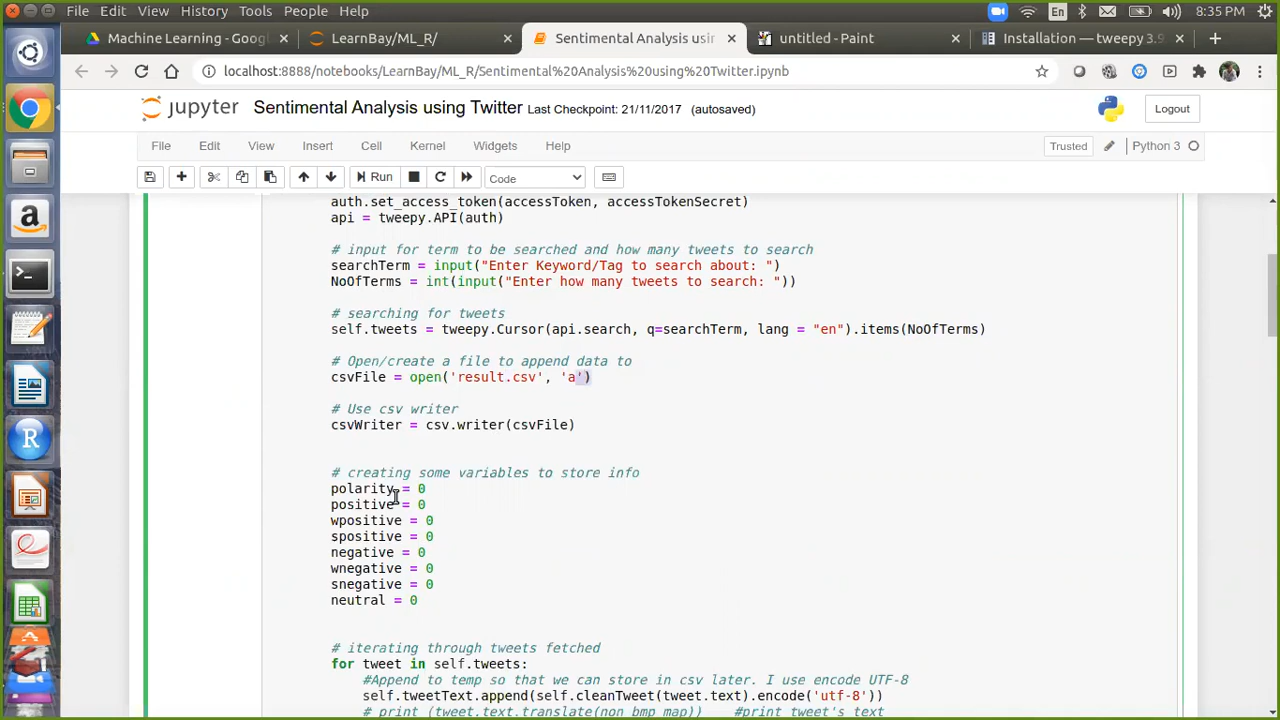 File Edit View History Tools People Help
En
8:35 PM
Machine Learning - Goog
LearnBay/ML_R/
Sentimental Analysis usin
untitled - Paint
Installation — tweepy 3.9
localhost:8888/notebooks/LearnBay/ML_R/Sentimental%20Analysis%20using%20Twitter.ipynb
jupyter Sentimental Analysis using Twitter Last Checkpoint: 21/11/2017 (autosaved)
Logout
File Edit View Insert Cell Kernel Widgets Help
Trusted
Python 3
Run
Code
auth.set_access_token(accessToken, accessTokenSecret)
api = tweepy.API(auth)
# input for term to be searched and how many tweets to search
searchTerm = input("Enter Keyword/Tag to search about: ")
NoOfTerms = int(input("Enter how many tweets to search: "))
# searching for tweets
self.tweets = tweepy.Cursor(api.search, q=searchTerm, lang = "en").items(NoOfTerms)
# Open/create a file to append data to
csvFile = open('result.csv', 'a')
# Use csv writer
csvWriter = csv.writer(csvFile)
# creating some variables to store info
polarity = 0
positive = 0
wpositive = 0
spositive = 0
negative = 0
wnegative = 0
snegative = 0
neutral = 0
# iterating through tweets fetched
for tweet in self.tweets:
#Append to temp so that we can store in csv later. I use encode UTF-8
self.tweetText.append(self.cleanTweet(tweet.text).encode('utf-8'))
# print (tweet.text.translate(non_bmp_map)) #print tweet's text